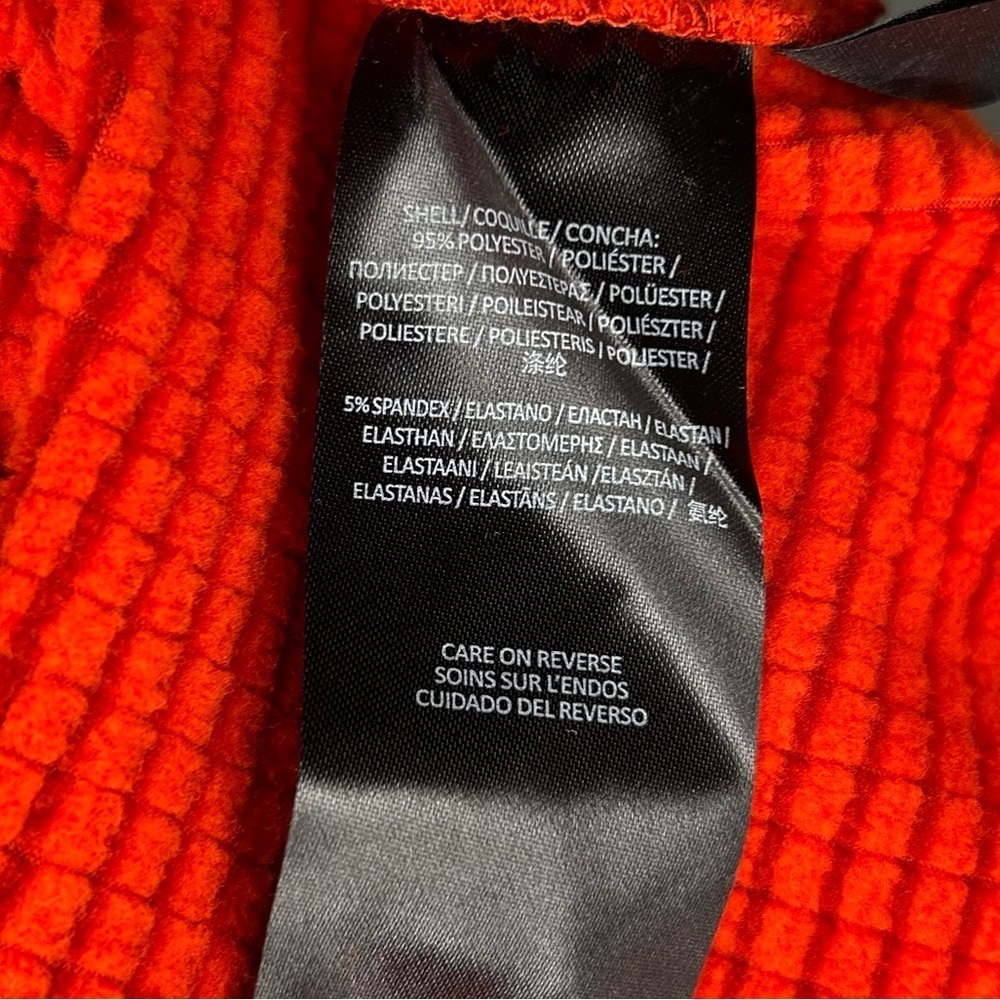 SHELL / COQUILLE / CONCHA:
95% POLYESTER / POLIÉSTER /
ПОЛИЕСТЕР / ΠΟΛΥΕΣΤΕΡΑΣ / POLÜESTER /
POLYESTERI / POILEISTEAR / POLIÉSZTER /
POLIESTERE / POLIESTERIS / POLIESTER /
涤纶
5% SPANDEX / ELASTANO / ЕЛАСТАН / ELASTAN /
ELASTHAN / ΕΛΑΣΤΟΜΕΡΗΣ / ELASTAAN /
ELASTAANI / LEAISTEÁN / ELASZTÁN /
ELASTANAS / ELASTĀNS / ELASTANO / 氨纶
CARE ON REVERSE
SOINS SUR L'ENDOS
CUIDADO DEL REVERSO